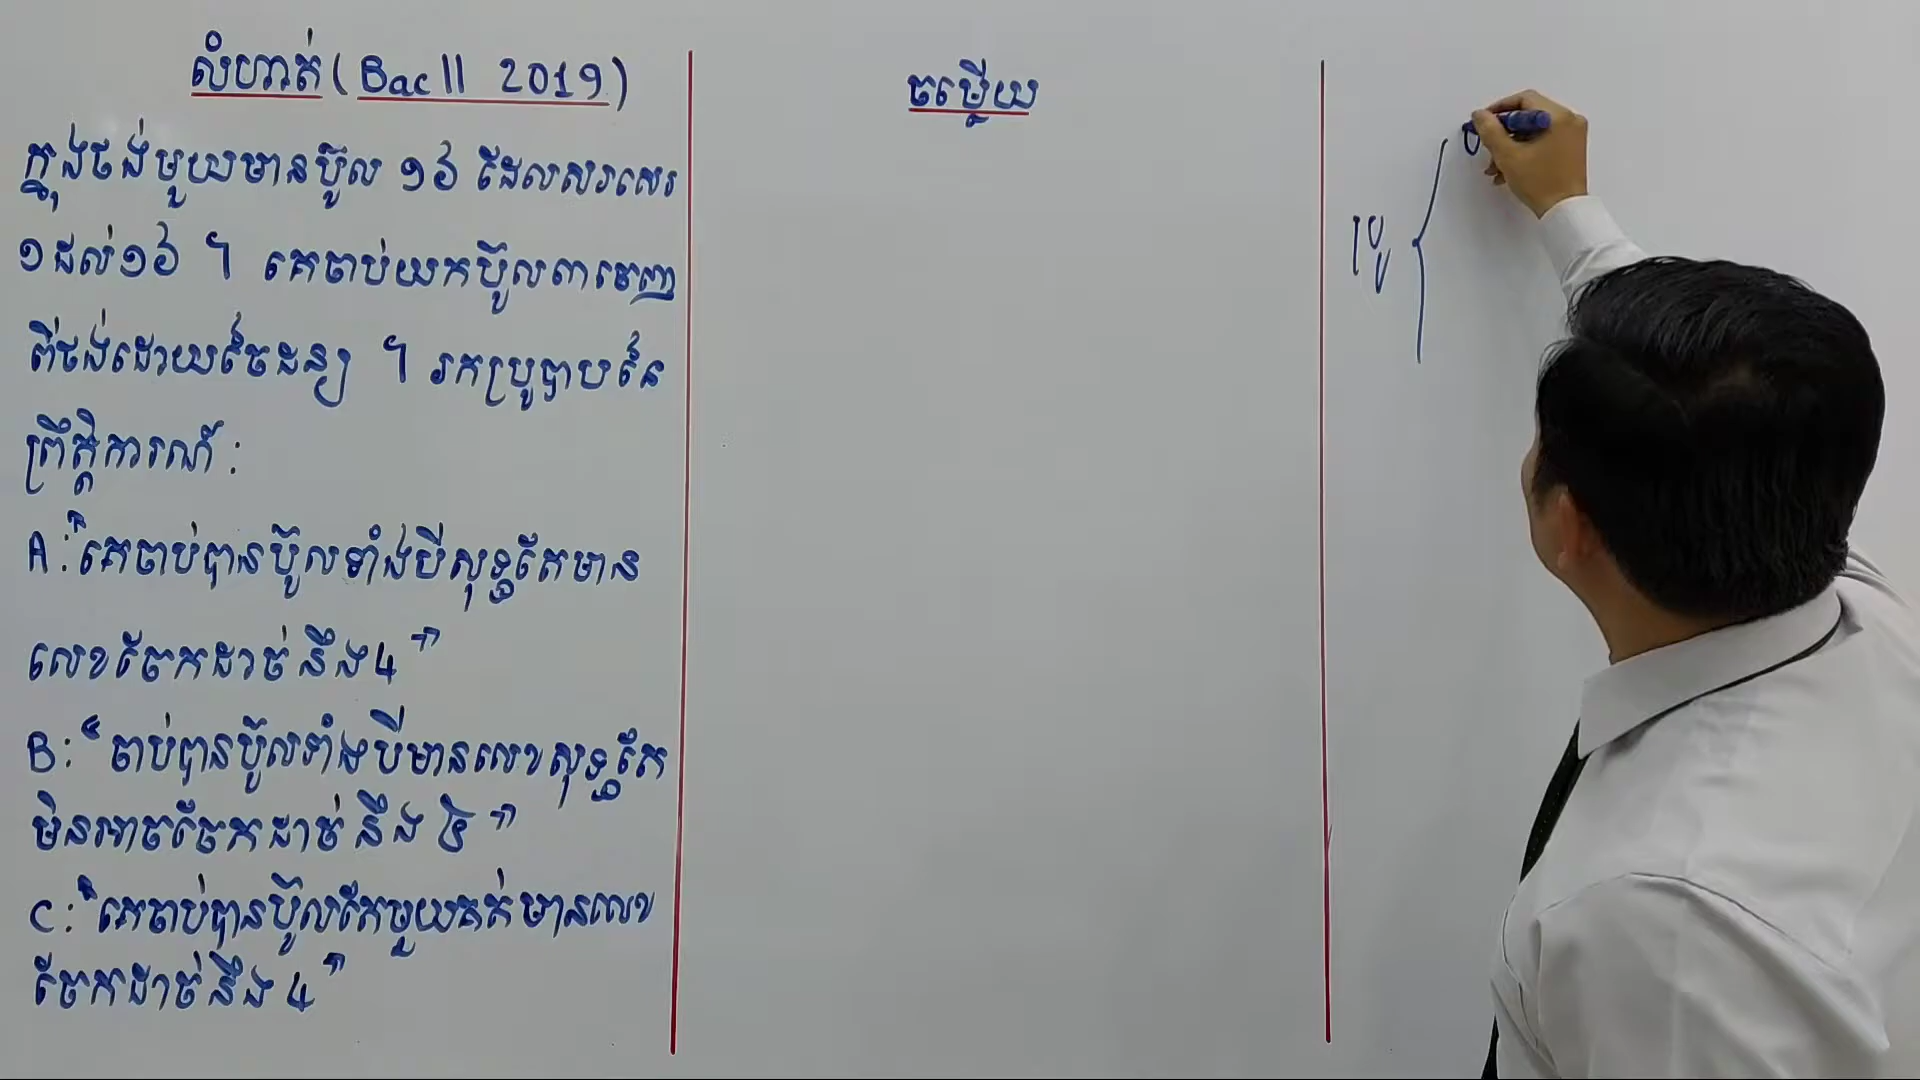 លំហាត់ (Bac II 2019)
ក្នុងថង់មួយមានប៊ូល ១៦ ដែលសរសេរ
១ដល់១៦ ។ គេចាប់យកប៊ូល៣ចេញ
ពីថង់ដោយចៃដន្យ ។ រកប្រូបាបនៃ
ព្រឹត្តិការណ៍ :
A : "គេចាប់បានប៊ូលទាំងបីសុទ្ធតែមាន
លេខចែកដាច់នឹង 4"
B : "ចាប់បានប៊ូលទាំងបីមានលេខសុទ្ធតែ
មិនអាចចែកដាច់នឹង ៤"
C : "គេចាប់បានប៊ូលតែមួយគត់មានលេខ
ចែកដាច់នឹង 4"
ចម្លើយ